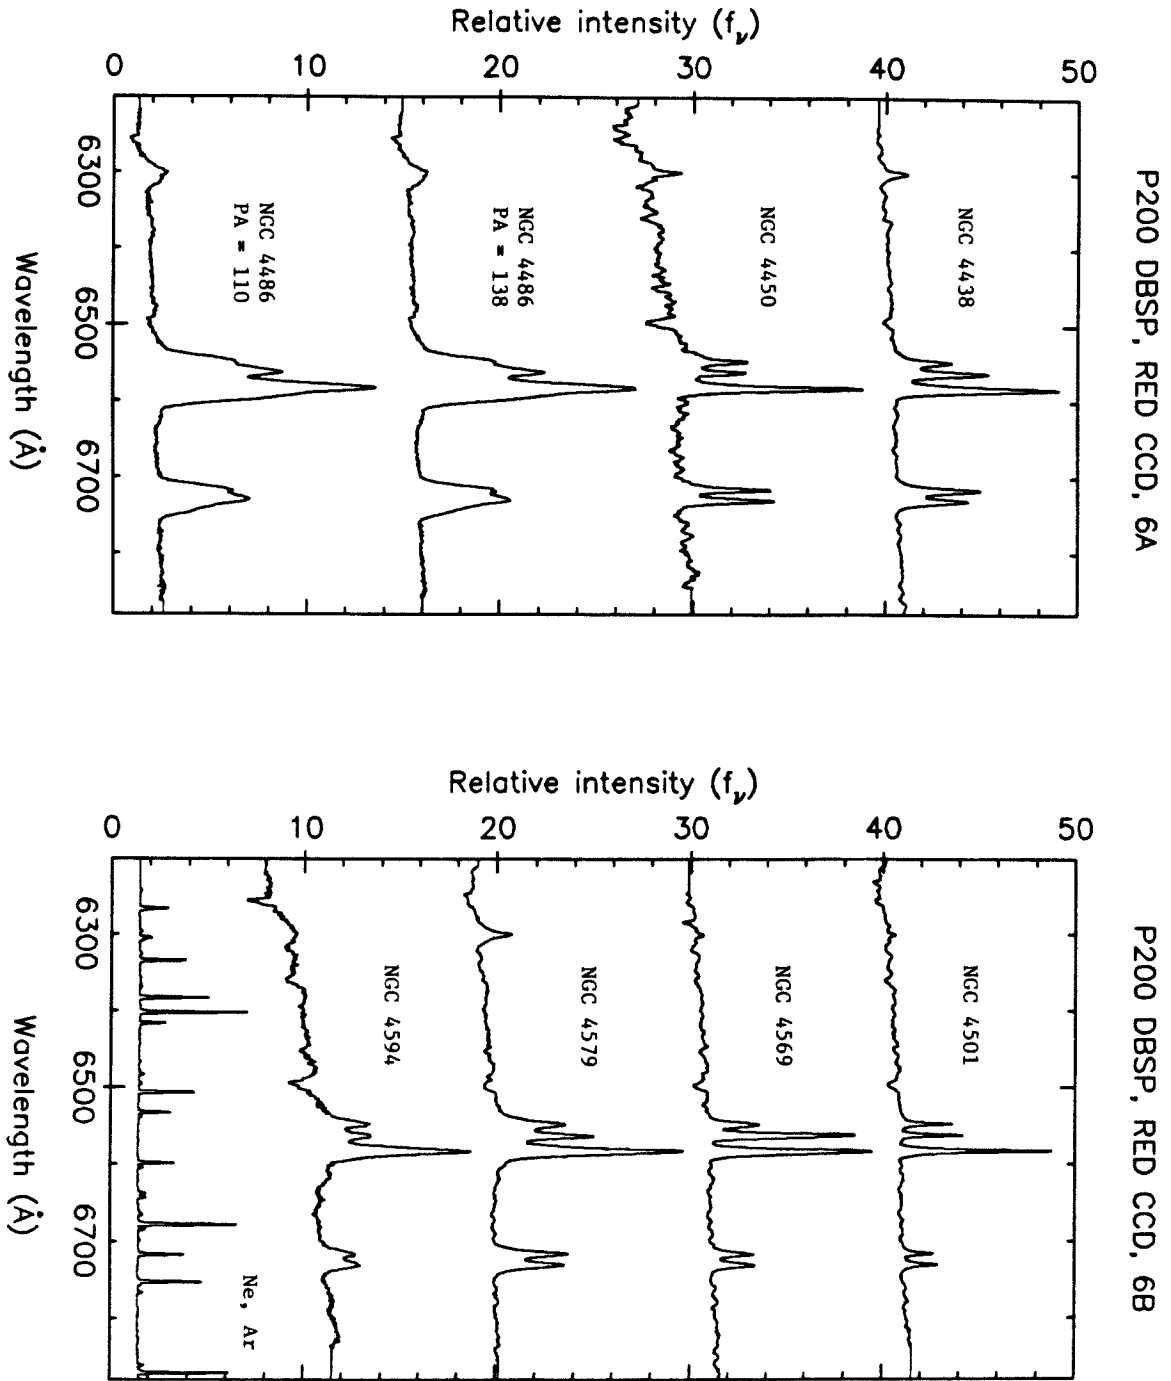 P200 DBSP, RED CCD, 6A
Relative intensity (fν)
0 10 20 30 40 50
NGC 4438
NGC 4450
NGC 4486
PA = 138
NGC 4486
PA = 110
6300 6500 6700
Wavelength (Å)
P200 DBSP, RED CCD, 6B
Relative intensity (fν)
0 10 20 30 40 50
NGC 4501
NGC 4569
NGC 4579
NGC 4594
Ne, Ar
6300 6500 6700
Wavelength (Å)